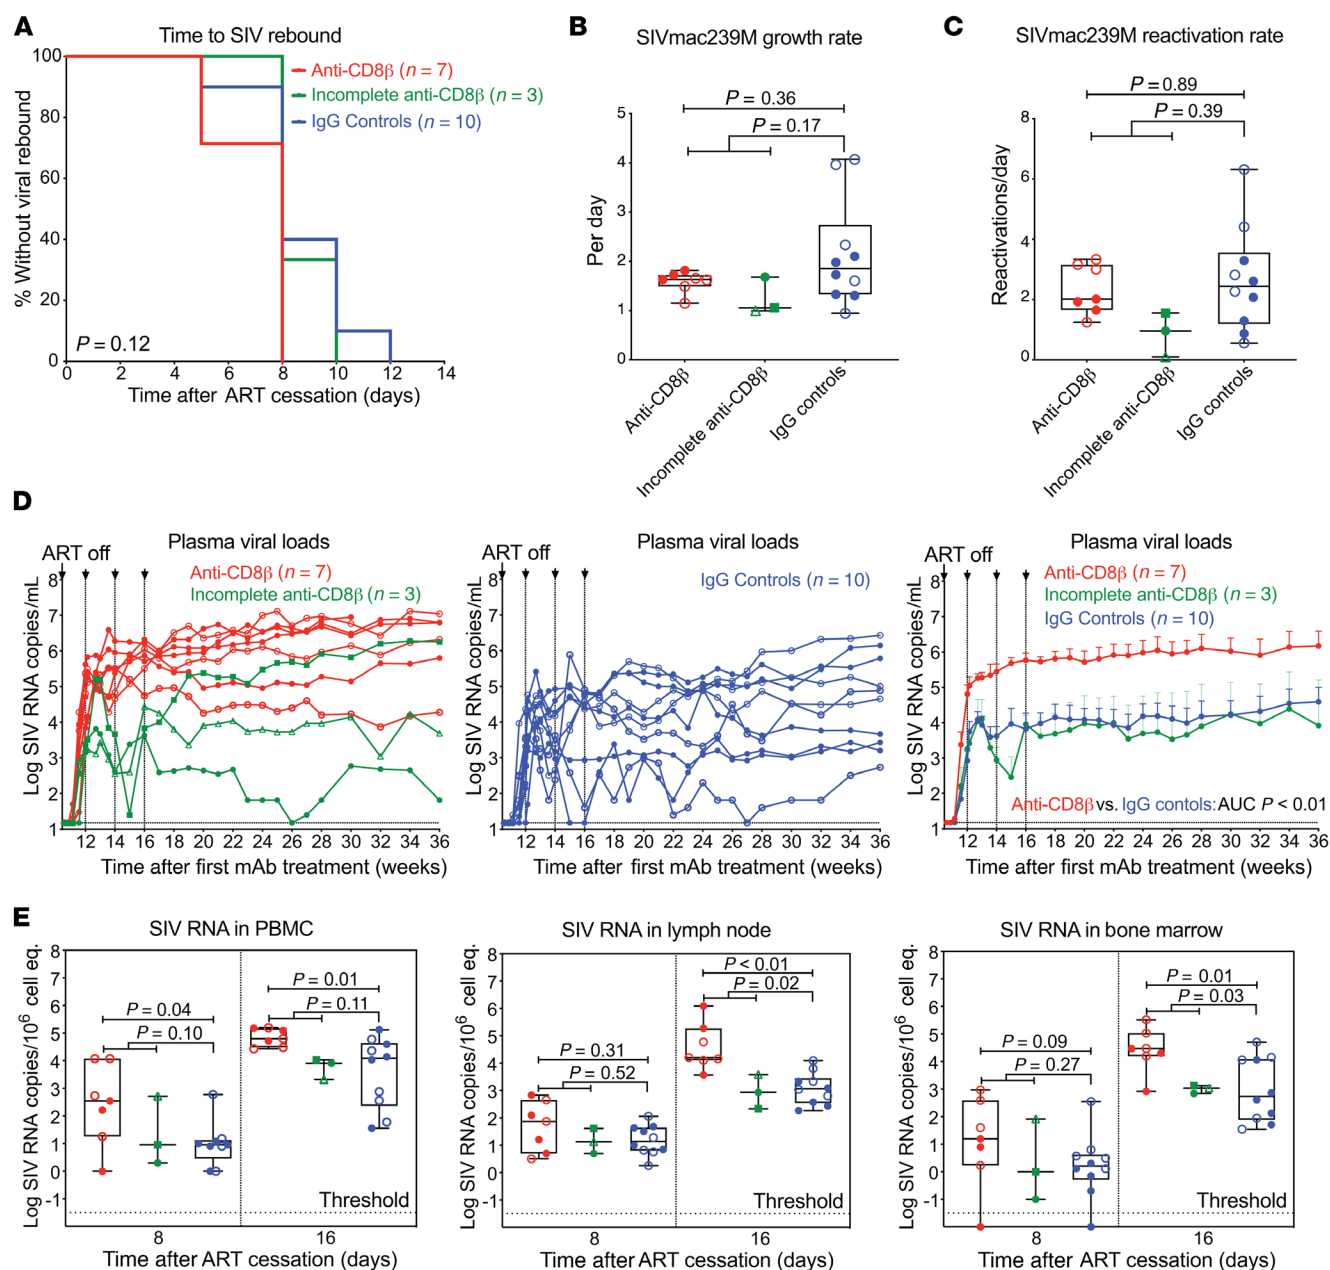 A
Time to SIV rebound
% Without viral rebound
100
80
60
40
20
0
Anti-CD8β (n = 7)
Incomplete anti-CD8β (n = 3)
IgG Controls (n = 10)
P = 0.12
0 2 4 6 8 10 12 14
Time after ART cessation (days)
B
SIVmac239M growth rate
P = 0.36
P = 0.17
Per day
5
4
3
2
1
0
Anti-CD8β
Incomplete anti-CD8β
IgG controls
C
SIVmac239M reactivation rate
P = 0.89
P = 0.39
Reactivations/day
8
6
4
2
0
Anti-CD8β
Incomplete anti-CD8β
IgG controls
D
ART off
Plasma viral loads
Anti-CD8β (n = 7)
Incomplete anti-CD8β (n = 3)
Log SIV RNA copies/mL
8
7
6
5
4
3
2
1
12 14 16 20 24 28 32 36
Time after first mAb treatment (weeks)
ART off
Plasma viral loads
IgG Controls (n = 10)
Log SIV RNA copies/mL
8
7
6
5
4
3
2
1
12 14 16 20 24 28 32 36
Time after first mAb treatment (weeks)
ART off
Plasma viral loads
Anti-CD8β (n = 7)
Incomplete anti-CD8β (n = 3)
IgG Controls (n = 10)
Log SIV RNA copies/mL
8
7
6
5
4
3
2
1
Anti-CD8β vs. IgG contols: AUC P < 0.01
12 14 16 20 24 28 32 36
Time after first mAb treatment (weeks)
E
SIV RNA in PBMC
Log SIV RNA copies/10⁶ cell eq.
8
7
6
5
4
3
2
1
0
-1
P = 0.04
P = 0.10
P = 0.01
P = 0.11
Threshold
8 16
Time after ART cessation (days)
SIV RNA in lymph node
Log SIV RNA copies/10⁶ cell eq.
8
7
6
5
4
3
2
1
0
-1
P = 0.31
P = 0.52
P < 0.01
P = 0.02
Threshold
8 16
Time after ART cessation (days)
SIV RNA in bone marrow
Log SIV RNA copies/10⁶ cell eq.
8
7
6
5
4
3
2
1
0
-1
P = 0.09
P = 0.27
P = 0.01
P = 0.03
Threshold
8 16
Time after ART cessation (days)